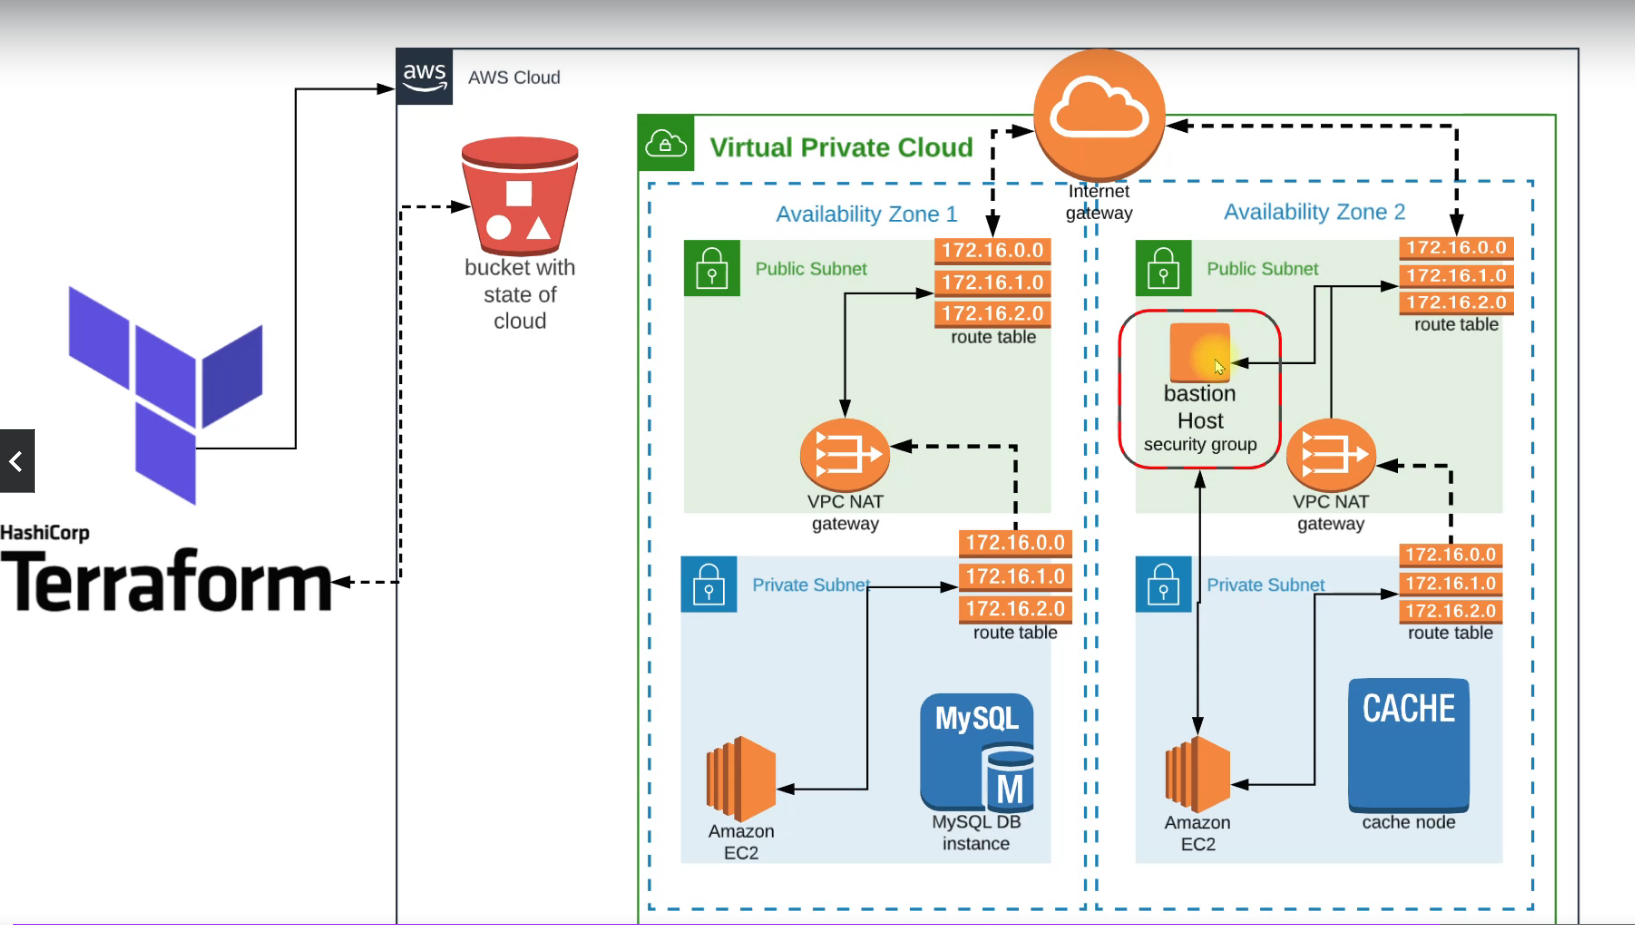 aws
AWS Cloud
bucket with
state of
cloud
HashiCorp
Terraform
Virtual Private Cloud
Internet
gateway
Availability Zone 1
Public Subnet
172.16.0.0
172.16.1.0
172.16.2.0
route table
VPC NAT
gateway
Private Subnet
172.16.0.0
172.16.1.0
172.16.2.0
route table
Amazon
EC2
MySQL
M
MySQL DB
instance
Availability Zone 2
Public Subnet
172.16.0.0
172.16.1.0
172.16.2.0
route table
bastion
Host
security group
VPC NAT
gateway
Private Subnet
172.16.0.0
172.16.1.0
172.16.2.0
route table
Amazon
EC2
CACHE
cache node